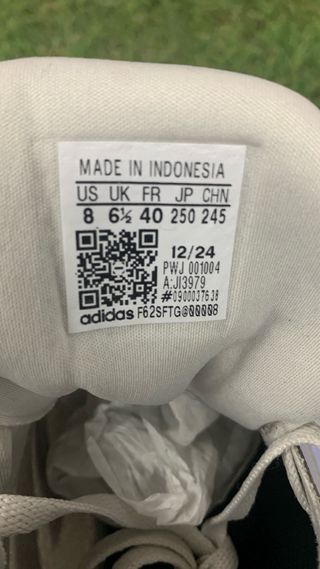 MADE IN INDONESIA
US UK FR JP CHN
8 6½ 40 250 245
12/24
PWJ 001004
A:JI3979
#0900037638
adidas F62SFTG@00008